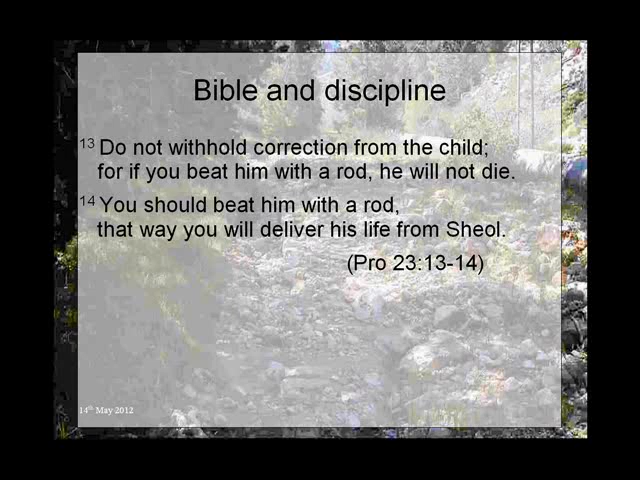 Bible and discipline
13 Do not withhold correction from the child;
for if you beat him with a rod, he will not die.
14 You should beat him with a rod,
that way you will deliver his life from Sheol.
(Pro 23:13-14)
14th May 2012